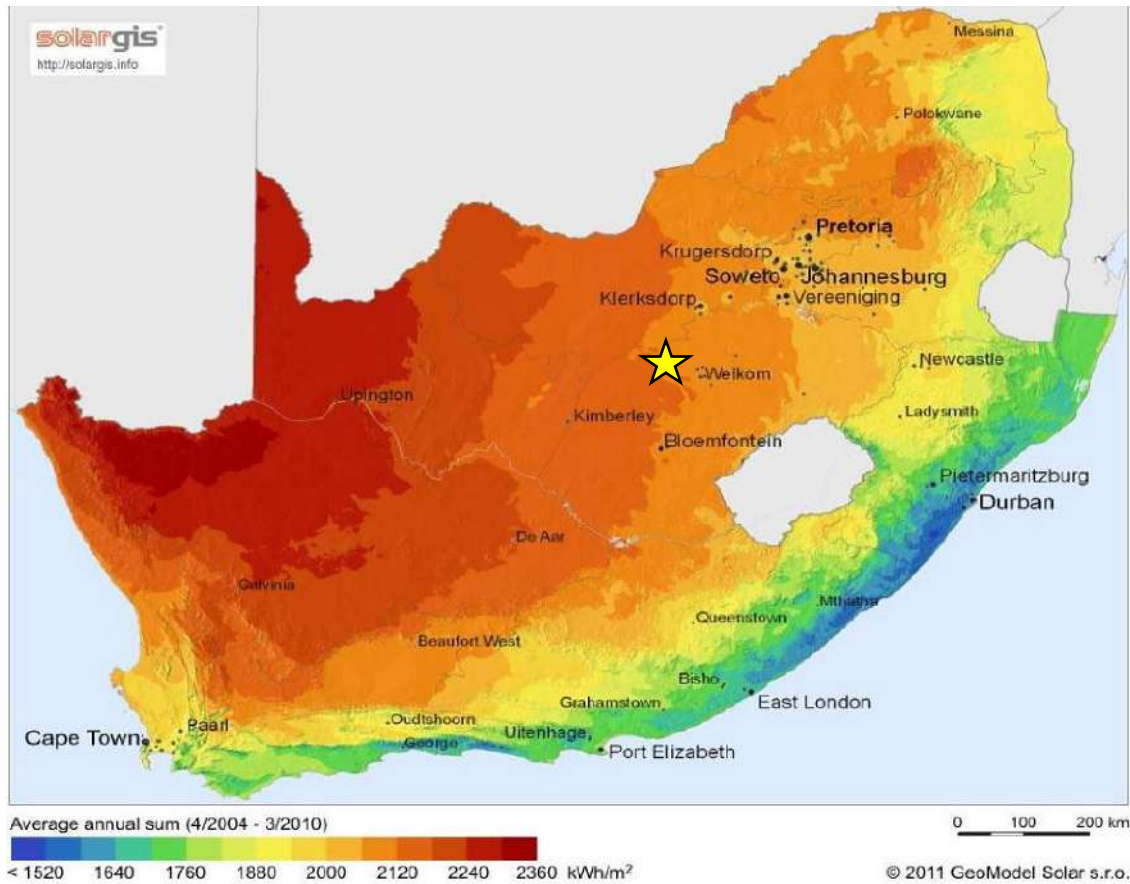 solargis
http://solargis.info
Messina
Polokwane
Pretoria
Krugersdorp
Soweto
Johannesburg
Klerksdorp
Vereeniging
Newcastle
Welkom
Upington
Kimberley
Ladysmith
Bloemfontein
Pietermaritzburg
Durban
De Aar
Calvinia
Mthatha
Queenstown
Beaufort West
Bisho
Grahamstown
East London
Oudtshoorn
Paarl
Cape Town
George
Uitenhage
Port Elizabeth
Average annual sum (4/2004 - 3/2010)
0 100 200 km
< 1520 1640 1760 1880 2000 2120 2240 2360 kWh/m²
© 2011 GeoModel Solar s.r.o.